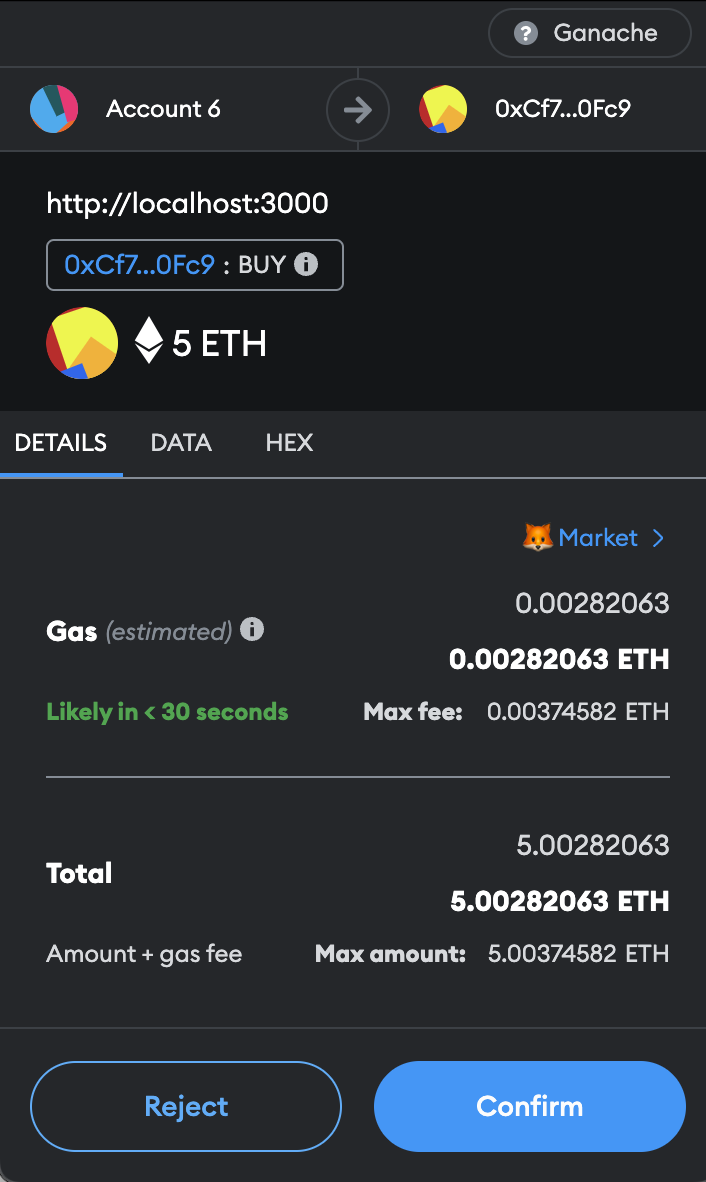 Ganache
Account 6 0xCf7...0Fc9
http://localhost:3000
0xCf7...0Fc9 : BUY
5 ETH
DETAILS DATA HEX
Market
0.00282063
Gas (estimated)
0.00282063 ETH
Likely in < 30 seconds Max fee: 0.00374582 ETH
5.00282063
Total
5.00282063 ETH
Amount + gas fee Max amount: 5.00374582 ETH
Reject Confirm